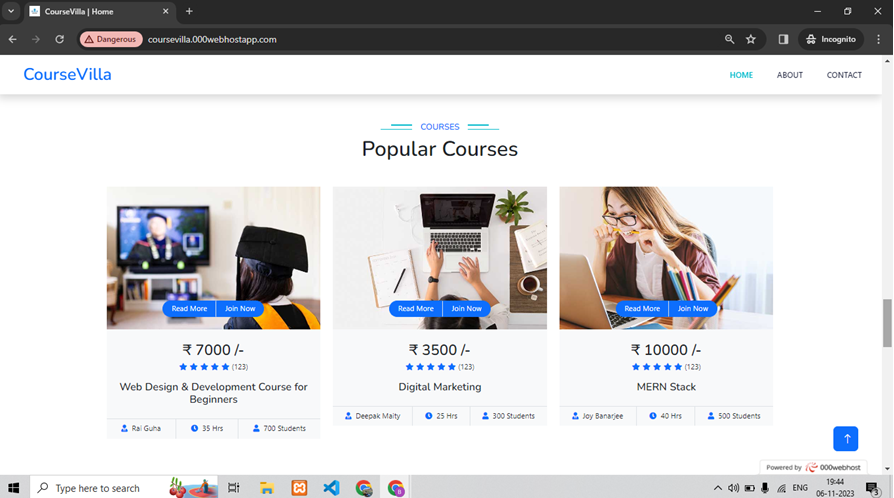 CourseVilla | Home
Dangerous
coursevilla.000webhostapp.com
Incognito
CourseVilla
HOME ABOUT CONTACT
COURSES
Popular Courses
Read More Join Now
Read More Join Now
Read More Join Now
₹ 7000 /-
(123)
Web Design & Development Course for
Beginners
Ral Guha 35 Hrs 700 Students
₹ 3500 /-
(123)
Digital Marketing
Deepak Maity 25 Hrs 300 Students
₹ 10000 /-
(123)
MERN Stack
Joy Banarjee 40 Hrs 500 Students
Powered by 000webhost
Type here to search
ENG
19:44
06-11-2023
3